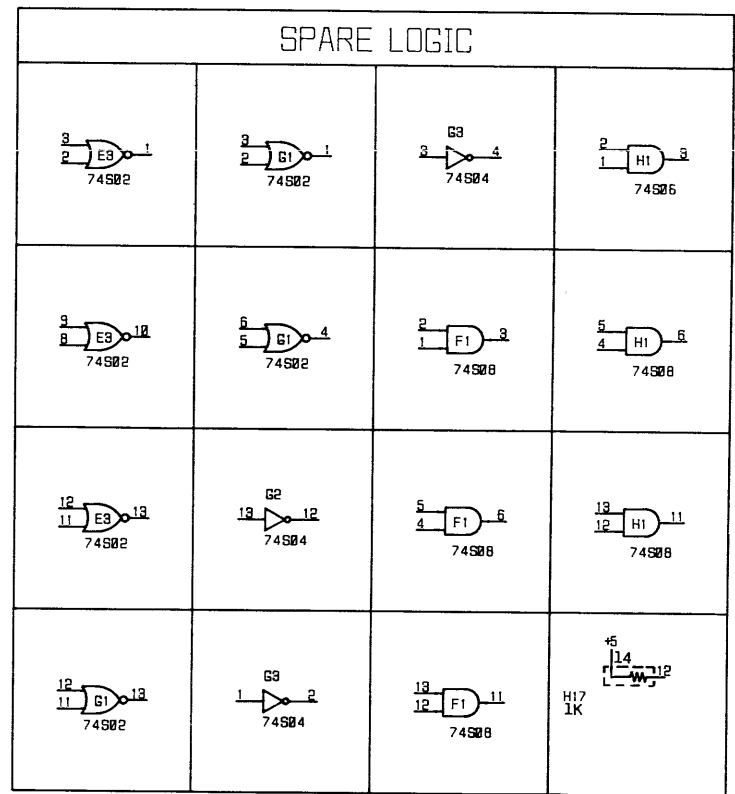 SPARE LOGIC
3
2
E3
1
74S02
3
2
G1
1
74S02
G3
3
4
74S04
2
1
H1
3
74S06
9
8
E3
10
74S02
6
5
G1
4
74S02
2
1
F1
3
74S08
5
4
H1
6
74S08
12
11
E3
13
74S02
G2
13
12
74S04
5
4
F1
6
74S08
13
12
H1
11
74S08
12
11
G1
13
74S02
G3
1
2
74S04
13
12
F1
11
74S08
+5
14
12
H17
1K